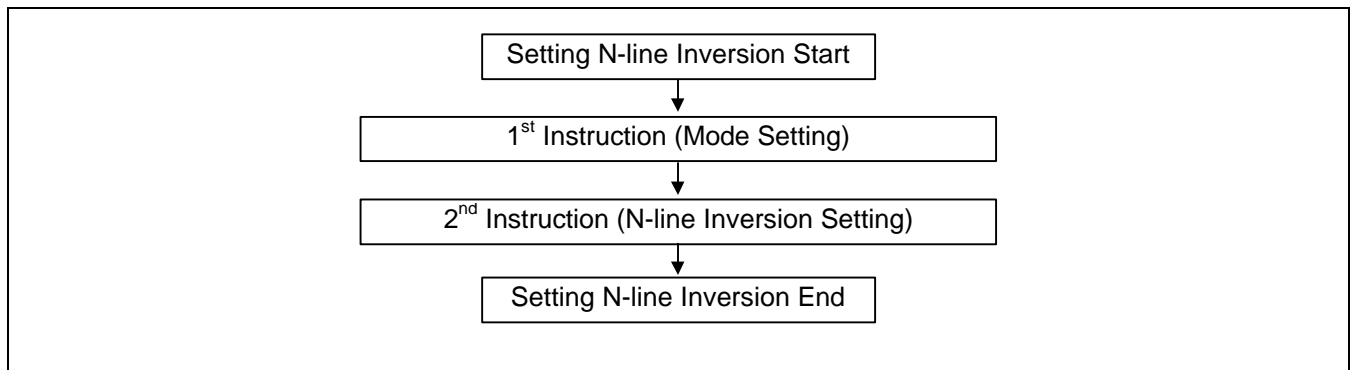 Setting N-line Inversion Start
1st Instruction (Mode Setting)
2nd Instruction (N-line Inversion Setting)
Setting N-line Inversion End